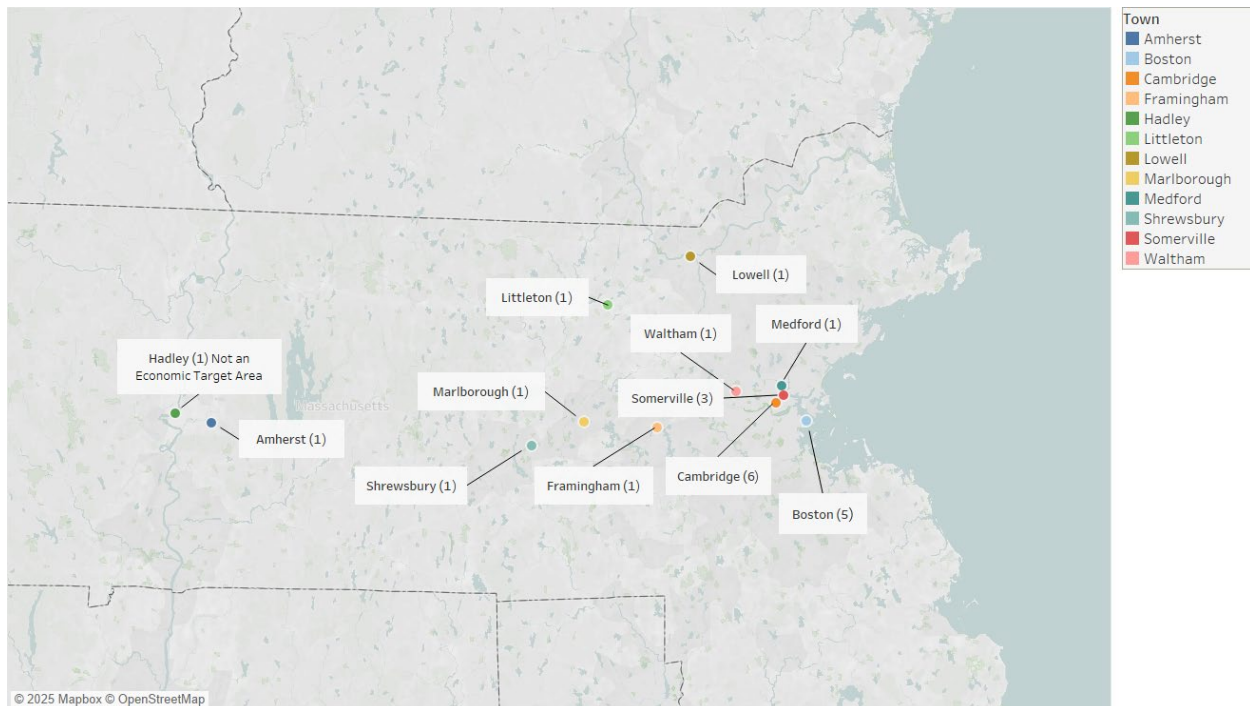 Town
Amherst
Boston
Cambridge
Framingham
Hadley
Littleton
Lowell
Marlborough
Medford
Shrewsbury
Somerville
Waltham
Lowell (1)
Littleton (1)
Medford (1)
Waltham (1)
Hadley (1) Not an
Economic Target Area
Marlborough (1)
Somerville (3)
Massachusetts
Amherst (1)
Cambridge (6)
Shrewsbury (1)
Framingham (1)
Boston (5)
© 2025 Mapbox © OpenStreetMap